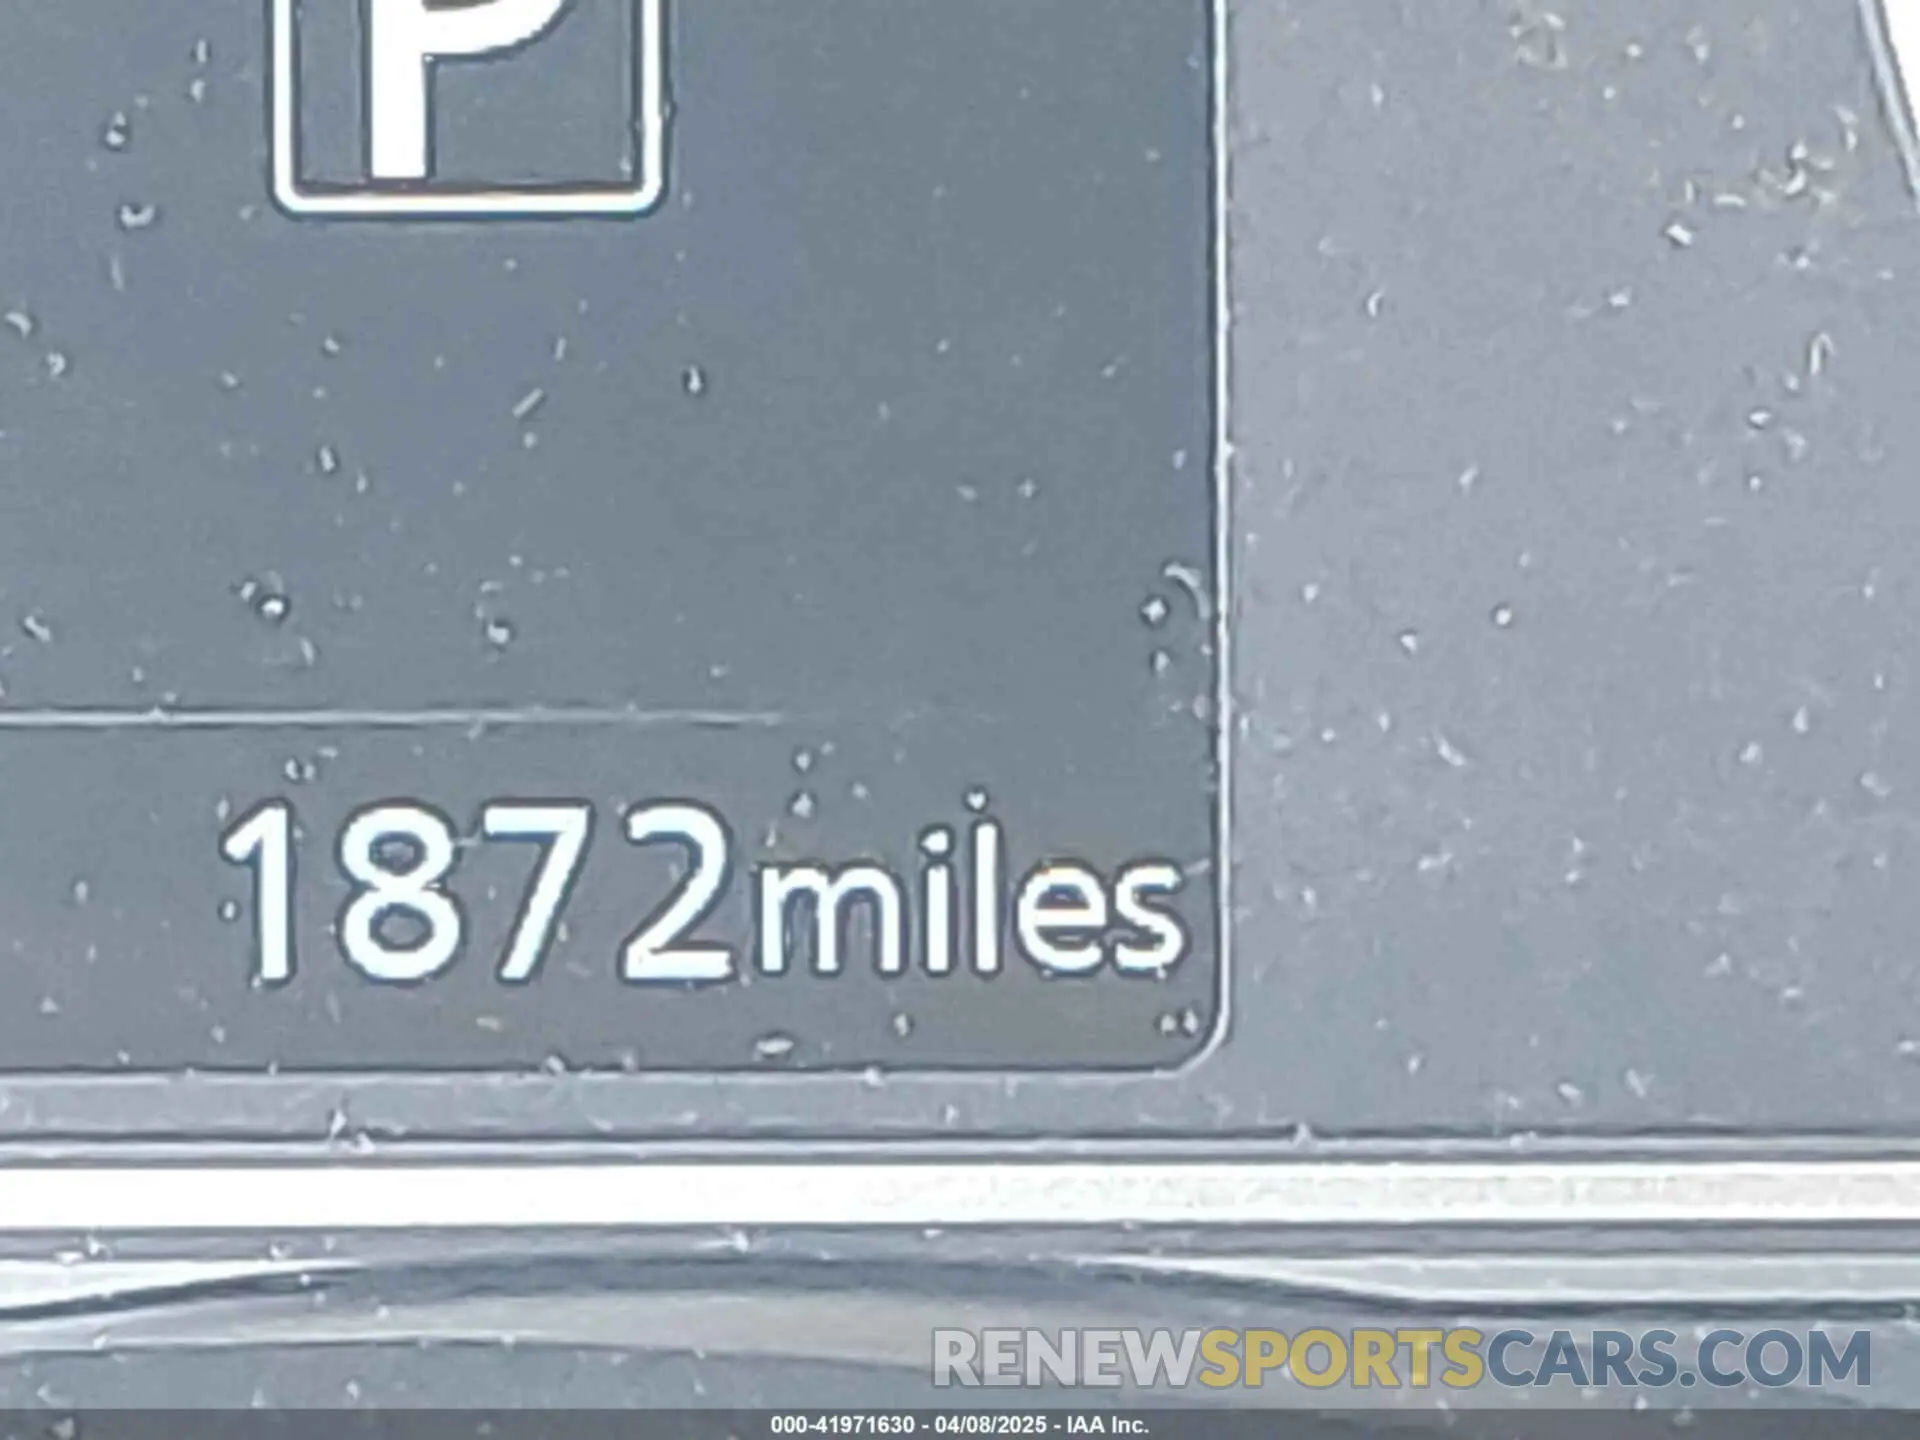 P
1872miles
RENEWSPORTSCARS.COM
000-41971630 - 04/08/2025 - IAA Inc.